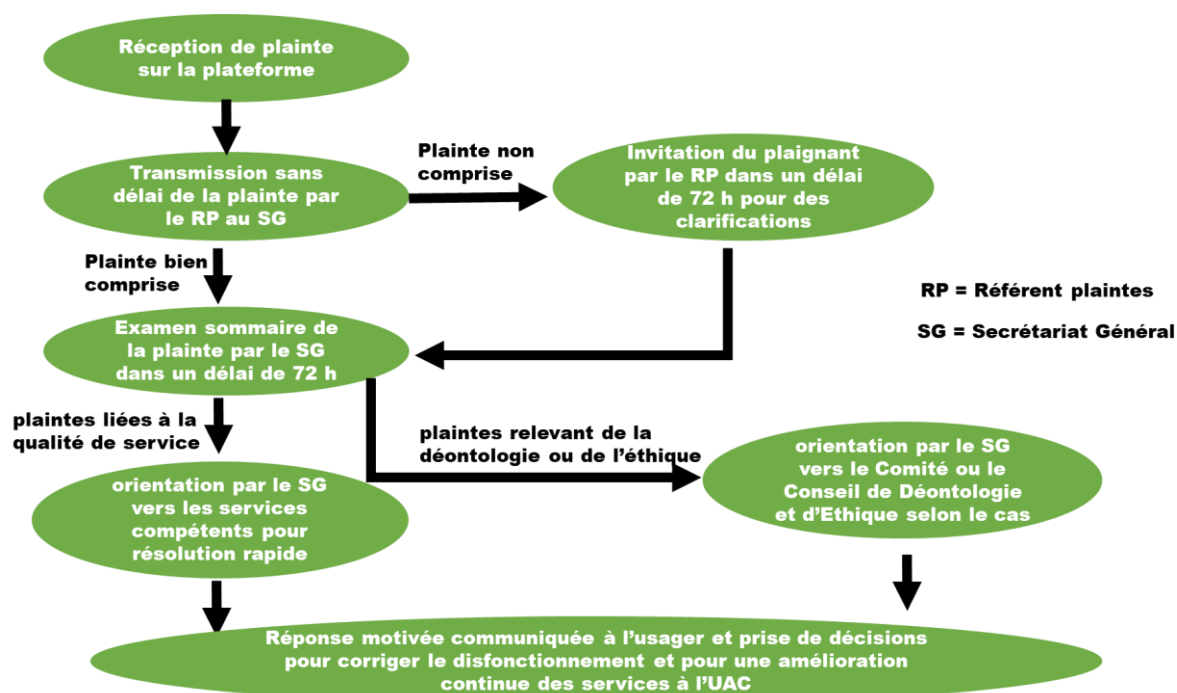 Réception de plainte
sur la plateforme
Transmission sans
délai de la plainte par
le RP au SG
Plainte non
comprise
Invitation du plaignant
par le RP dans un délai
de 72 h pour des
clarifications
Plainte bien
comprise
RP = Référent plaintes
SG = Secrétariat Général
Examen sommaire de
la plainte par le SG
dans un délai de 72 h
plaintes liées à la
qualité de service
plaintes relevant de la
déontologie ou de l’éthique
orientation par le SG
vers le Comité ou le
Conseil de Déontologie
et d’Ethique selon le cas
orientation par le SG
vers les services
compétents pour
résolution rapide
Réponse motivée communiquée à l’usager et prise de décisions
pour corriger le disfonctionnement et pour une amélioration
continue des services à l’UAC